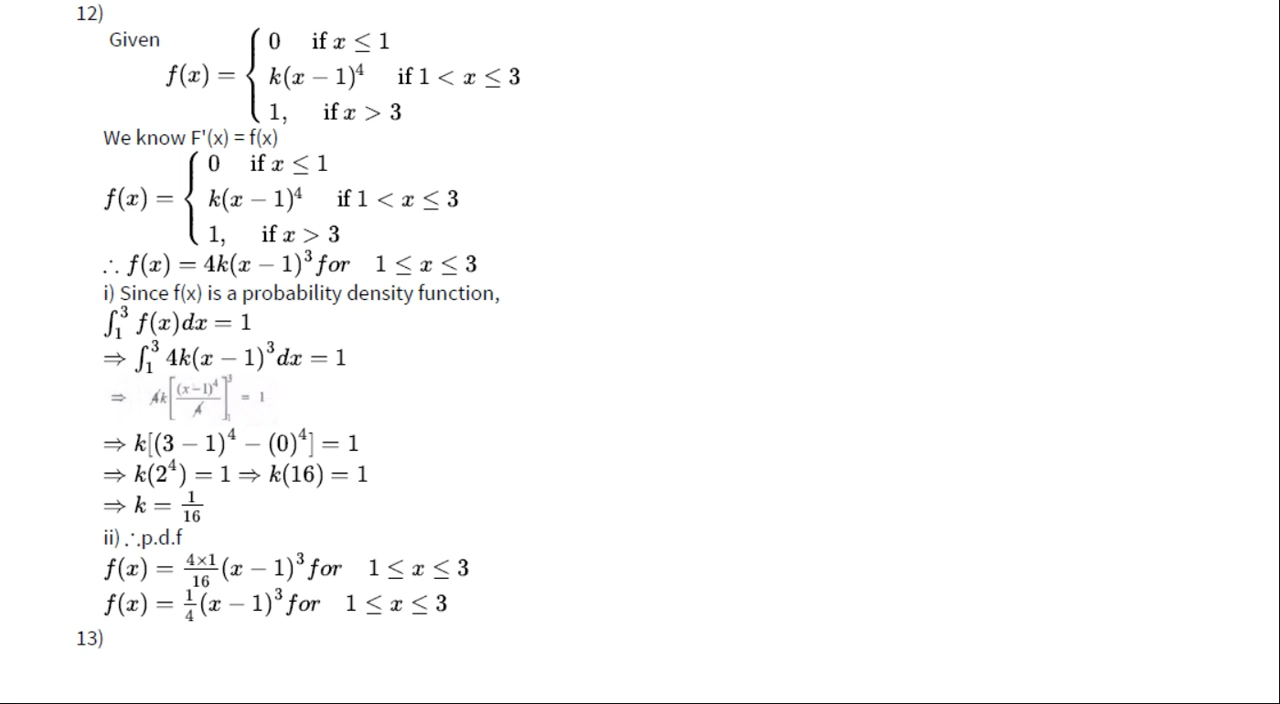 12)
Given
f(x) = { 0 if x ≤ 1
k(x − 1)⁴ if 1 < x ≤ 3
1, if x > 3
We know F'(x) = f(x)
f(x) = { 0 if x ≤ 1
k(x − 1)⁴ if 1 < x ≤ 3
1, if x > 3
∴ f(x) = 4k(x − 1)³ for 1 ≤ x ≤ 3
i) Since f(x) is a probability density function,
∫₁³ f(x)dx = 1
⇒ ∫₁³ 4k(x − 1)³dx = 1
⇒ 4k[(x−1)⁴/4]₁³ = 1
⇒ k[(3 − 1)⁴ − (0)⁴] = 1
⇒ k(2⁴) = 1 ⇒ k(16) = 1
⇒ k = 1/16
ii) ∴p.d.f
f(x) = 4×1/16 (x − 1)³ for 1 ≤ x ≤ 3
f(x) = 1/4 (x − 1)³ for 1 ≤ x ≤ 3
13)